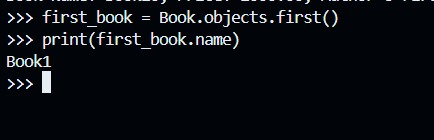 >>> first_book = Book.objects.first()
>>> print(first_book.name)
Book1
>>>